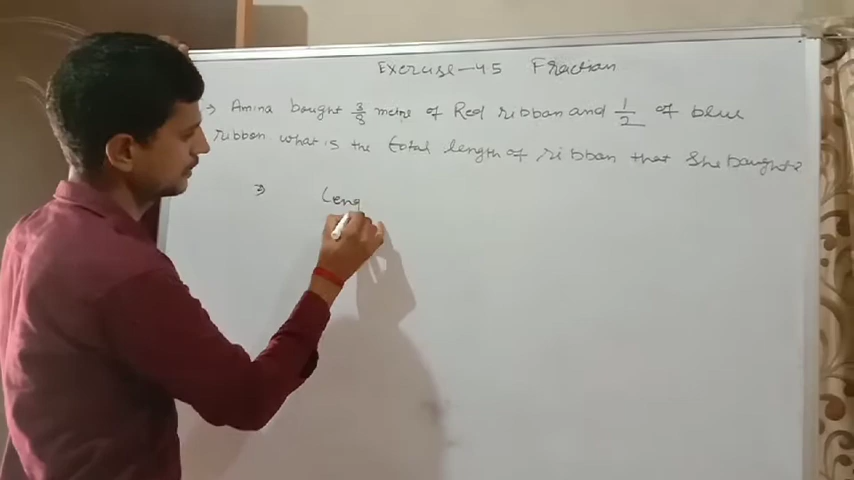 Exercise-45 Fraction
→ Amina bought 3/8 metre of Red ribbon and 1/2 of blue
ribbon what is the total length of ribbon that she bought?
⇒ Leng